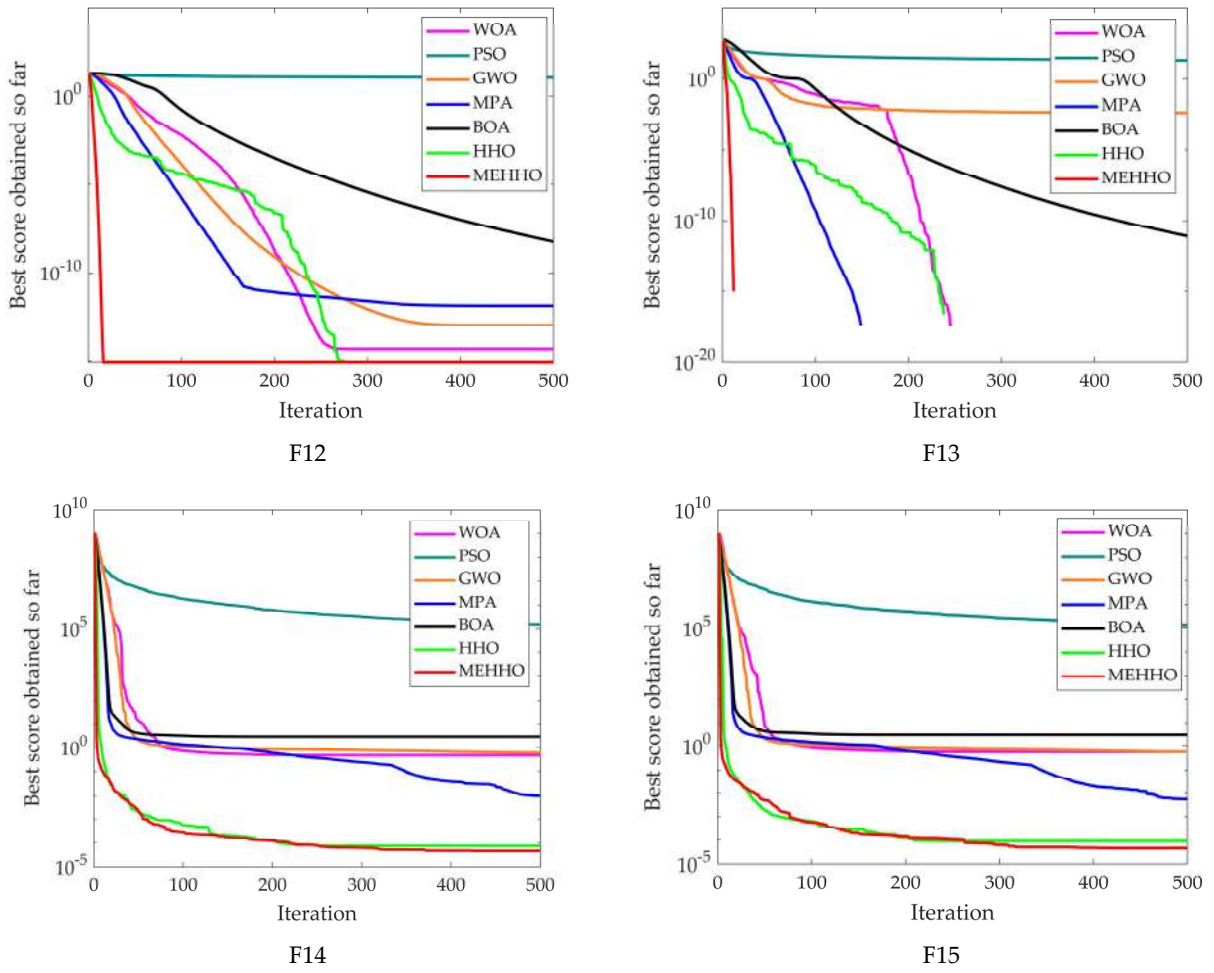 Best score obtained so far
10^0
10^-10
0 100 200 300 400 500
Iteration
WOA
PSO
GWO
MPA
BOA
HHO
MEHHO
F12
Best score obtained so far
10^0
10^-10
10^-20
0 100 200 300 400 500
Iteration
WOA
PSO
GWO
MPA
BOA
HHO
MEHHO
F13
Best score obtained so far
10^10
10^5
10^0
10^-5
0 100 200 300 400 500
Iteration
WOA
PSO
GWO
MPA
BOA
HHO
MEHHO
F14
Best score obtained so far
10^10
10^5
10^0
10^-5
0 100 200 300 400 500
Iteration
WOA
PSO
GWO
MPA
BOA
HHO
MEHHO
F15